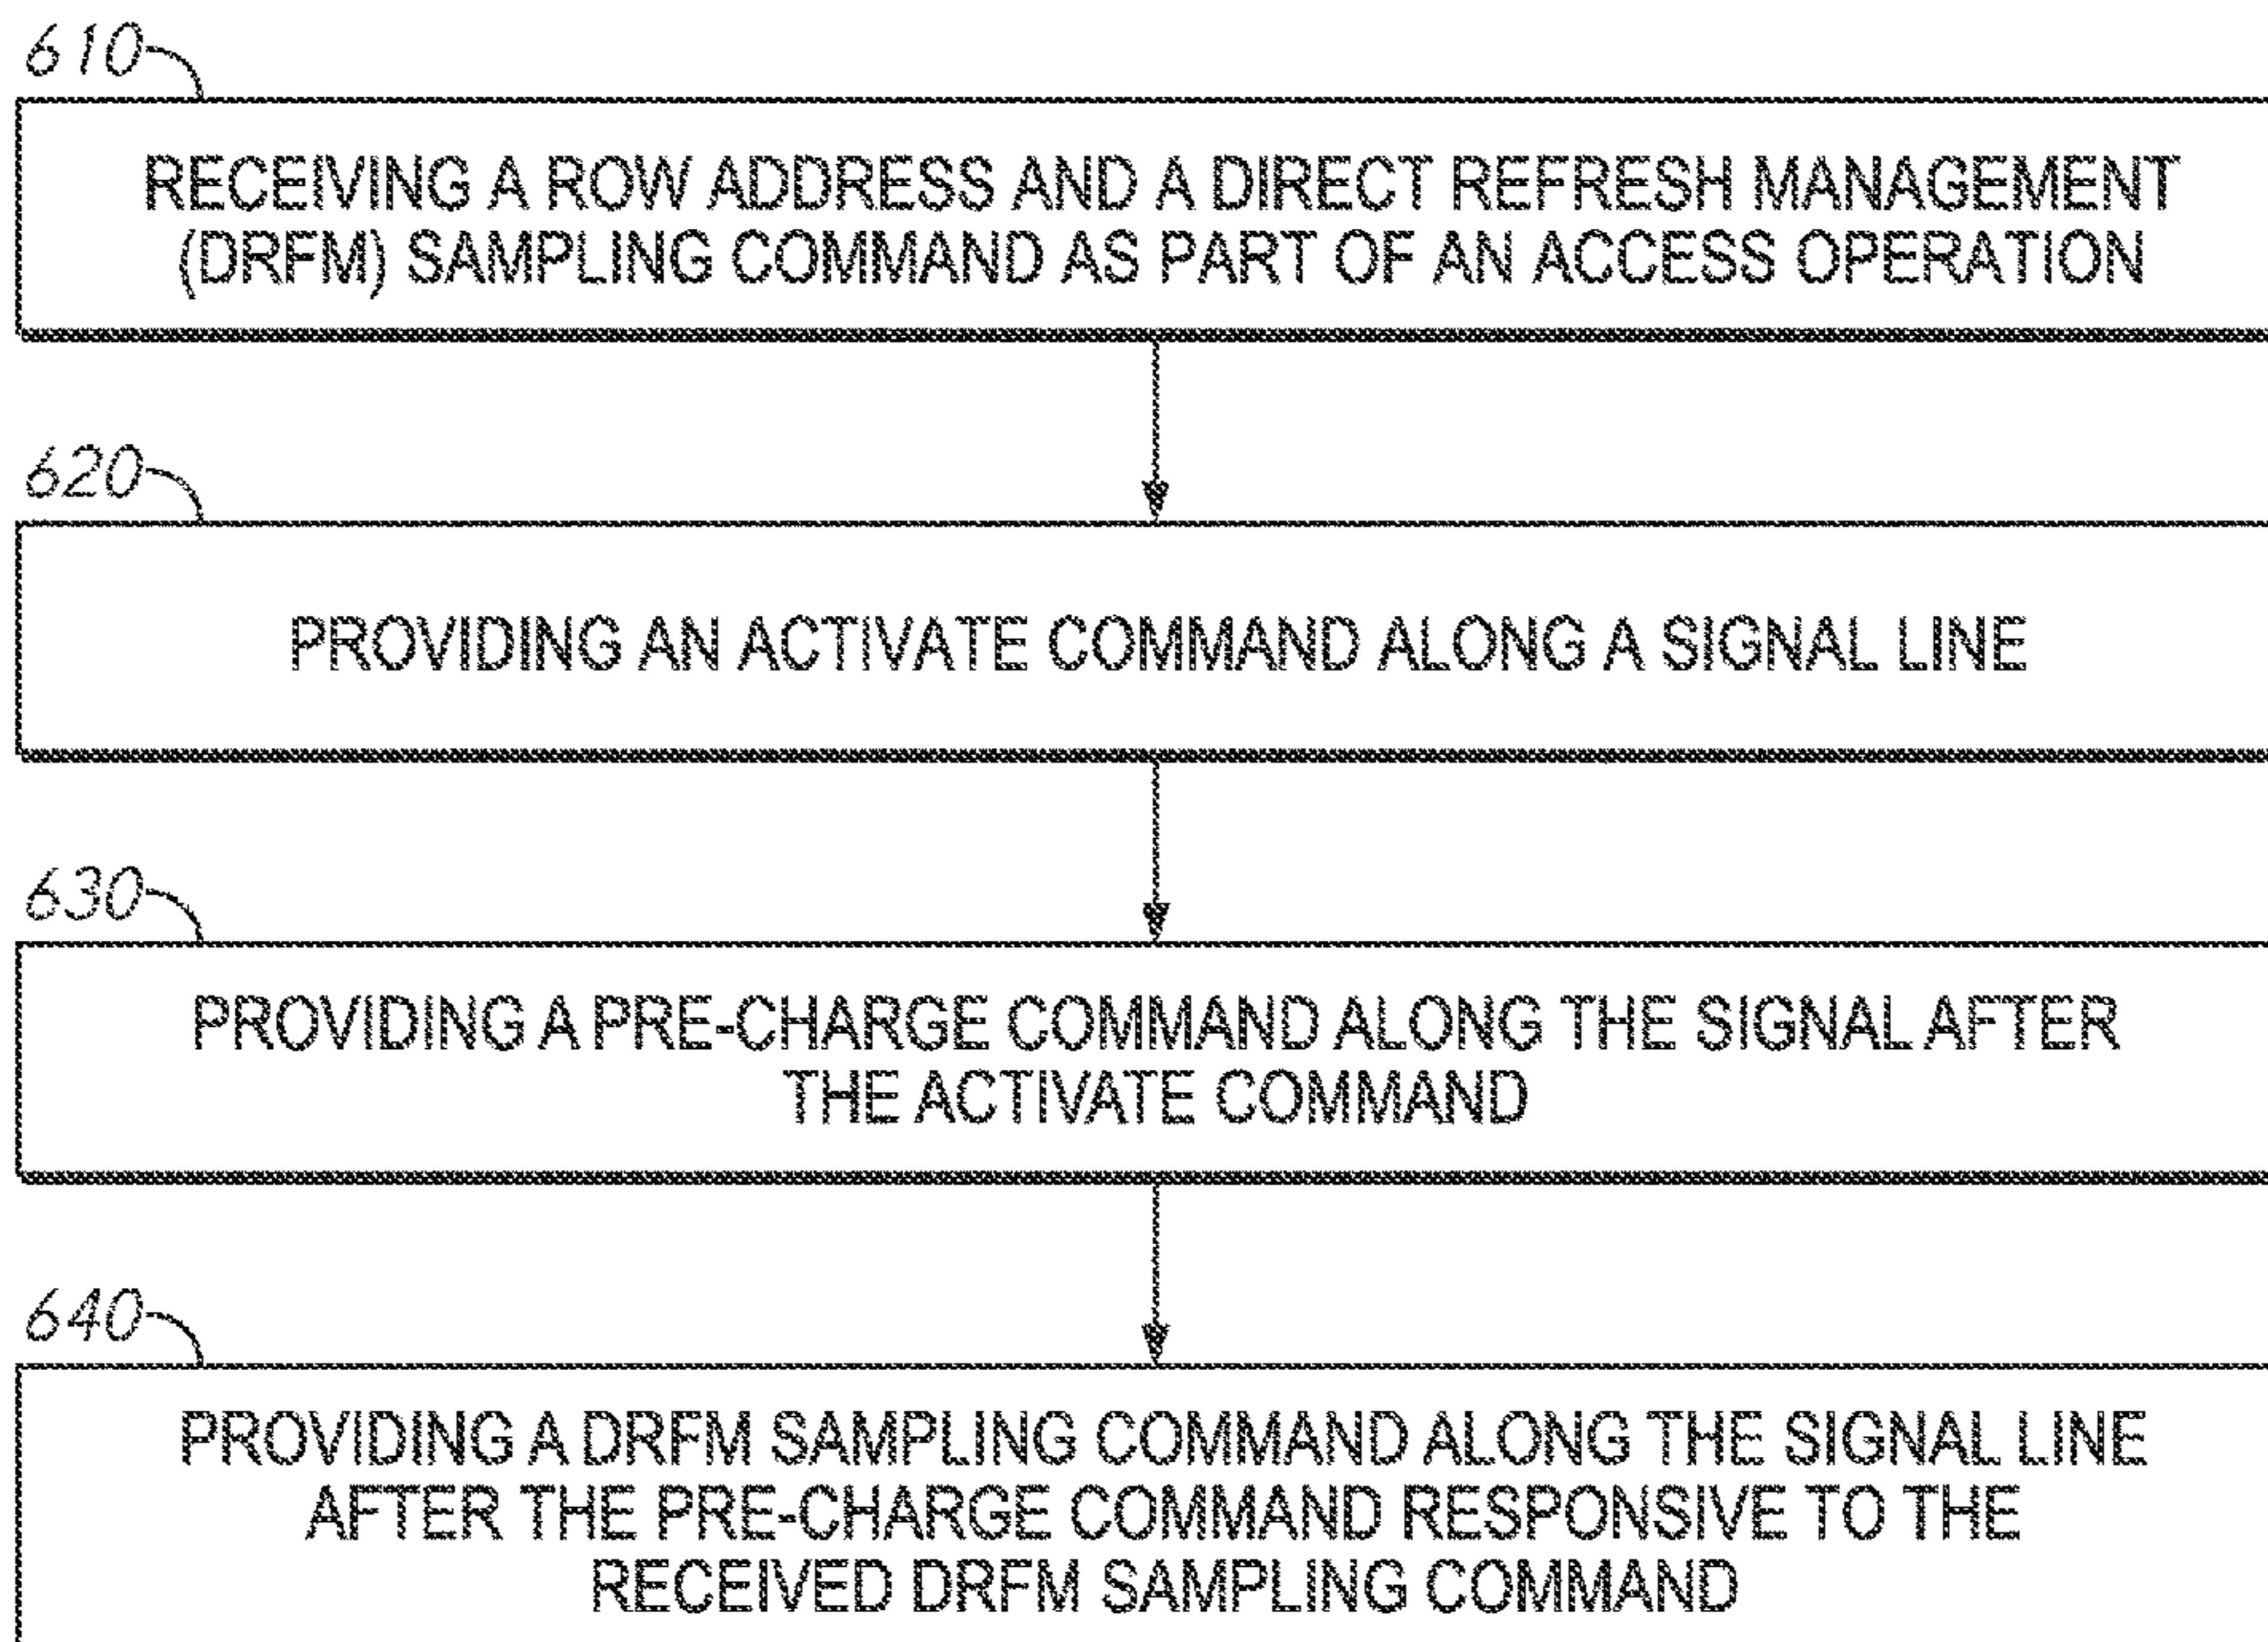 610
RECEIVING A ROW ADDRESS AND A DIRECT REFRESH MANAGEMENT
(DRFM) SAMPLING COMMAND AS PART OF AN ACCESS OPERATION
620
PROVIDING AN ACTIVATE COMMAND ALONG A SIGNAL LINE
630
PROVIDING A PRE-CHARGE COMMAND ALONG THE SIGNAL AFTER
THE ACTIVATE COMMAND
640
PROVIDING A DRFM SAMPLING COMMAND ALONG THE SIGNAL LINE
AFTER THE PRE-CHARGE COMMAND RESPONSIVE TO THE
RECEIVED DRFM SAMPLING COMMAND